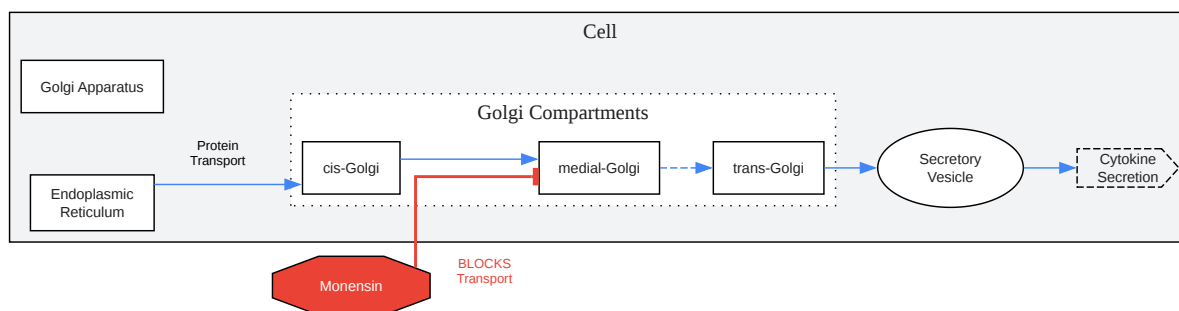 Cell
Golgi Apparatus
Golgi Compartments
Protein
Transport
cis-Golgi
medial-Golgi
trans-Golgi
Secretory
Vesicle
Cytokine
Secretion
Endoplasmic
Reticulum
BLOCKS
Transport
Monensin